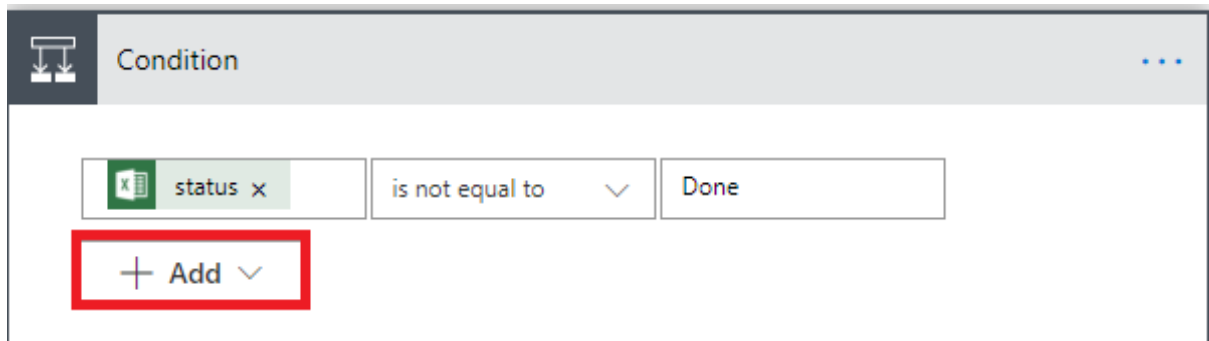 Condition
status x is not equal to Done
+ Add